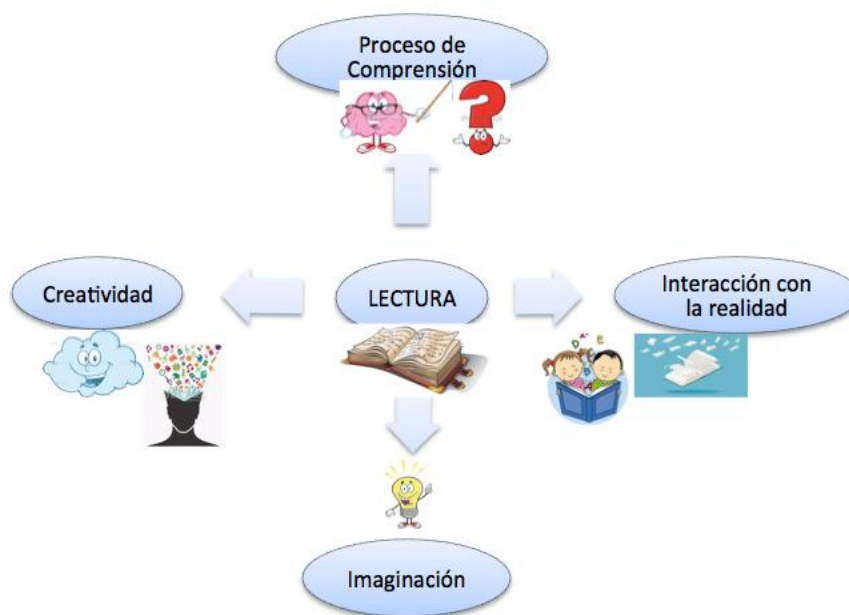 Proceso de
Comprensión
Creatividad
LECTURA
Interacción con
la realidad
Imaginación